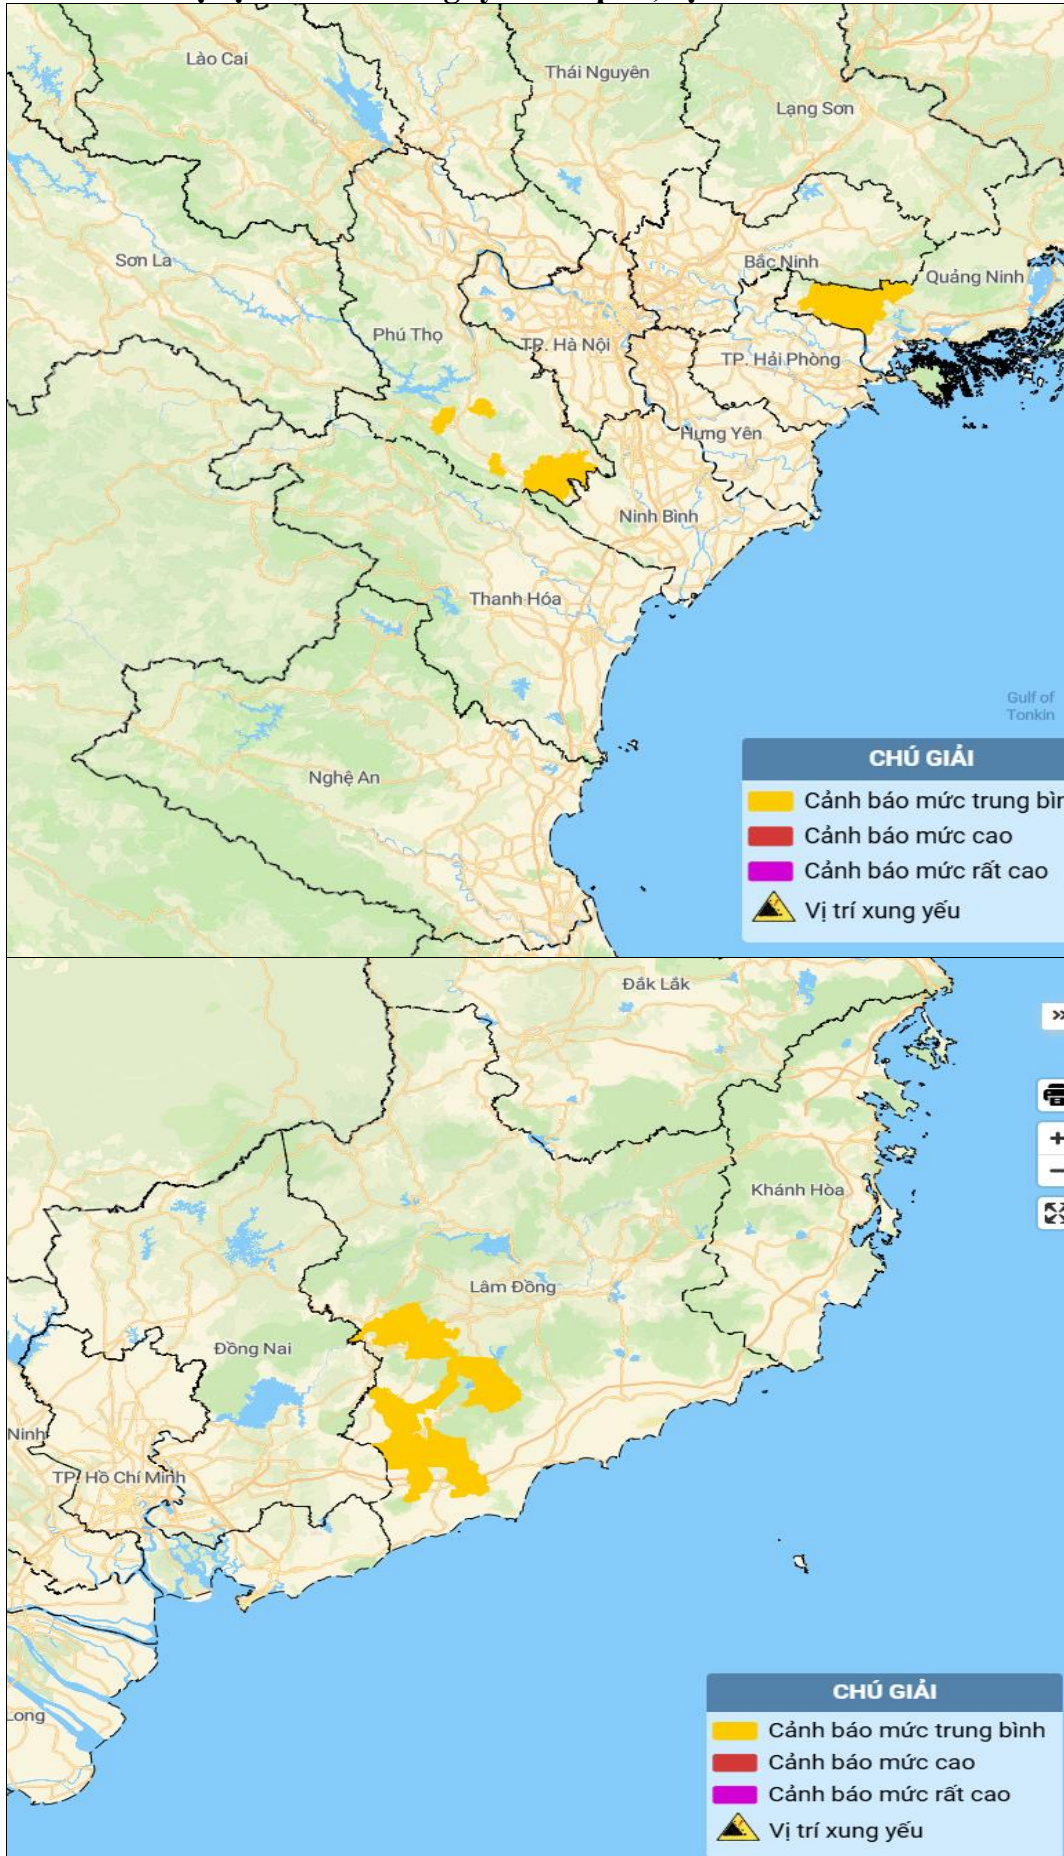 Lào Cai
Thái Nguyên
Lạng Sơn
Sơn La
Bắc Ninh
Quảng Ninh
Phú Thọ
TP. Hà Nội
TP. Hải Phòng
Hưng Yên
Ninh Bình
Thanh Hóa
Gulf of
Tonkin
Nghệ An
CHÚ GIẢI
Cảnh báo mức trung bìn
Cảnh báo mức cao
Cảnh báo mức rất cao
Vị trí xung yếu
Đắk Lắk
»
Khánh Hòa
+
−
Lâm Đồng
Đồng Nai
Ninh
TP. Hồ Chí Minh
Long
CHÚ GIẢI
Cảnh báo mức trung bình
Cảnh báo mức cao
Cảnh báo mức rất cao
Vị trí xung yếu